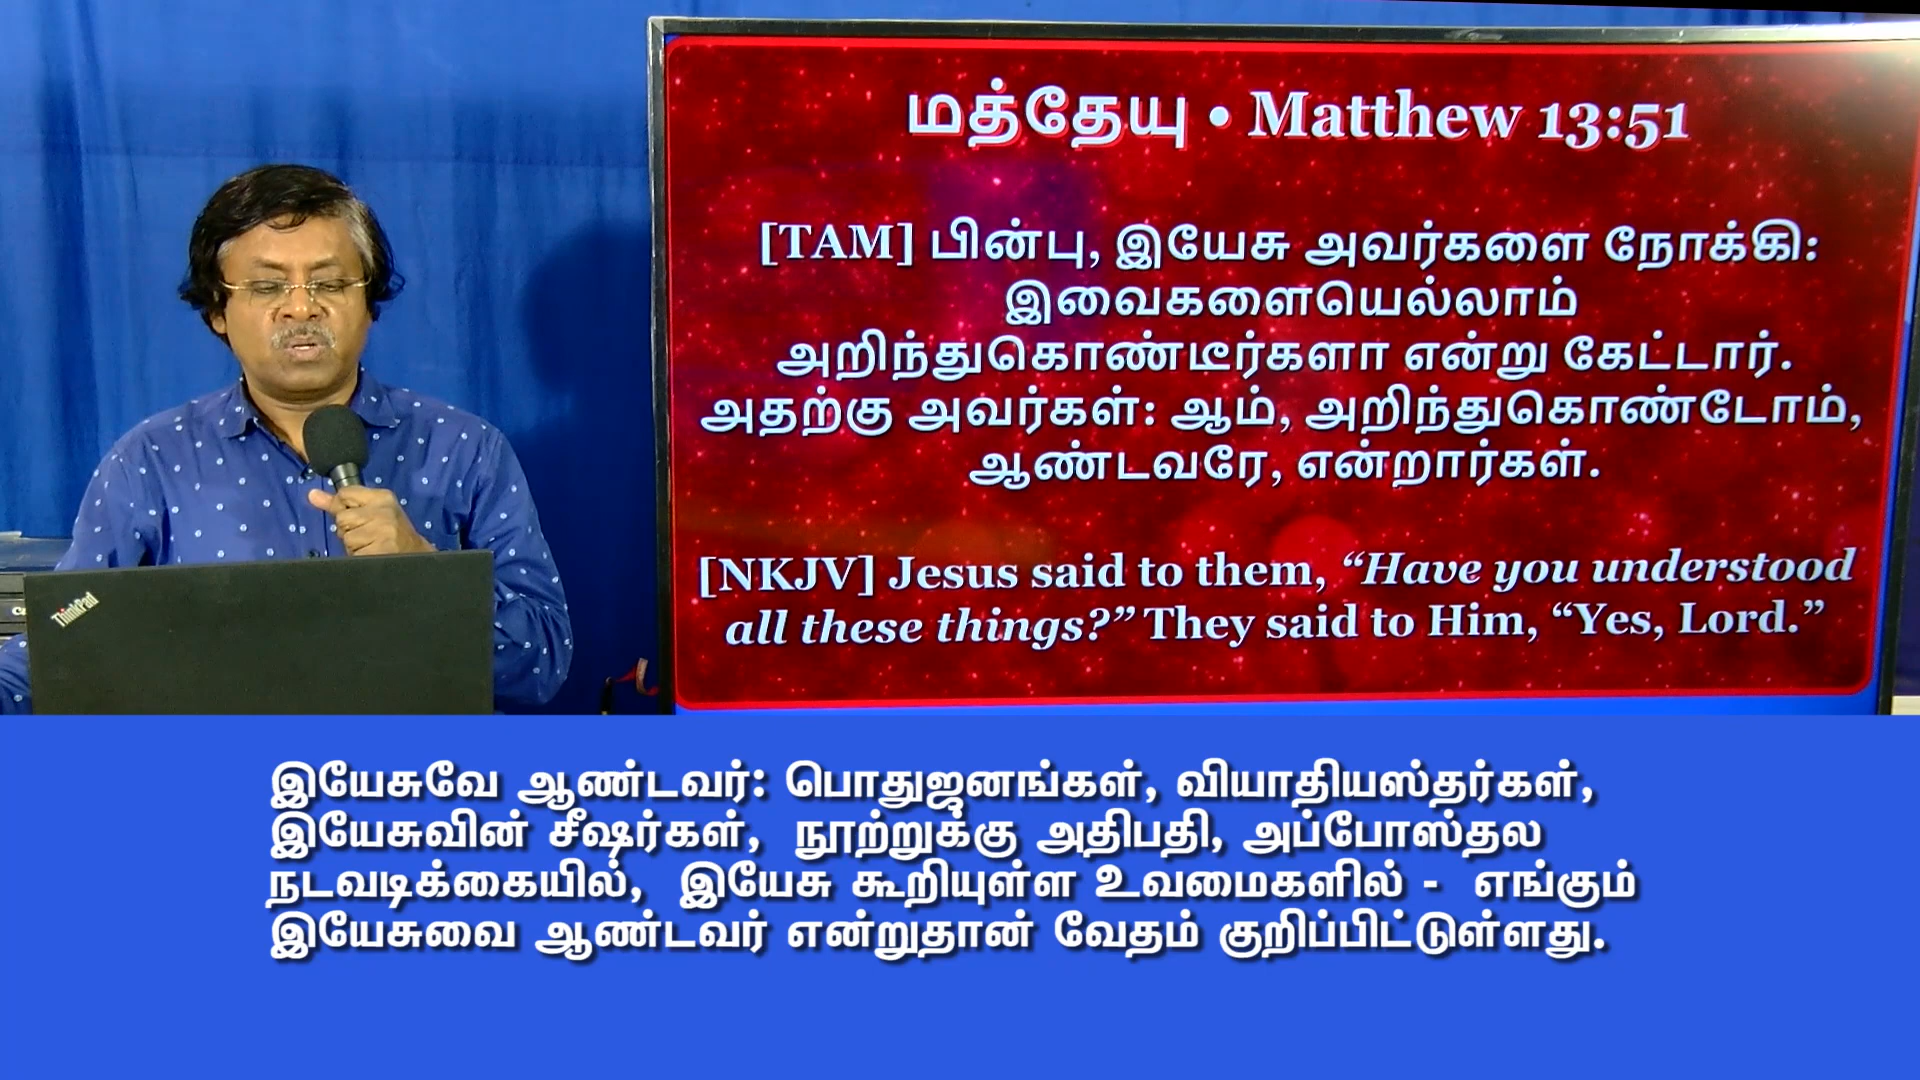 மத்தேயு • Matthew 13:51
[TAM] பின்பு, இயேசு அவர்களை நோக்கி:
இவைகளையெல்லாம்
அறிந்துகொண்டீர்களா என்று கேட்டார்.
அதற்கு அவர்கள்: ஆம், அறிந்துகொண்டோம்,
ஆண்டவரே, என்றார்கள்.
[NKJV] Jesus said to them, “Have you understood
all these things?” They said to Him, “Yes, Lord.”
ThinkPad
இயேசுவே ஆண்டவர்: பொதுஜனங்கள், வியாதியஸ்தர்கள்,
இயேசுவின் சீஷர்கள், நூற்றுக்கு அதிபதி, அப்போஸ்தல
நடவடிக்கையில், இயேசு கூறியுள்ள உவமைகளில் - எங்கும்
இயேசுவை ஆண்டவர் என்றுதான் வேதம் குறிப்பிட்டுள்ளது.